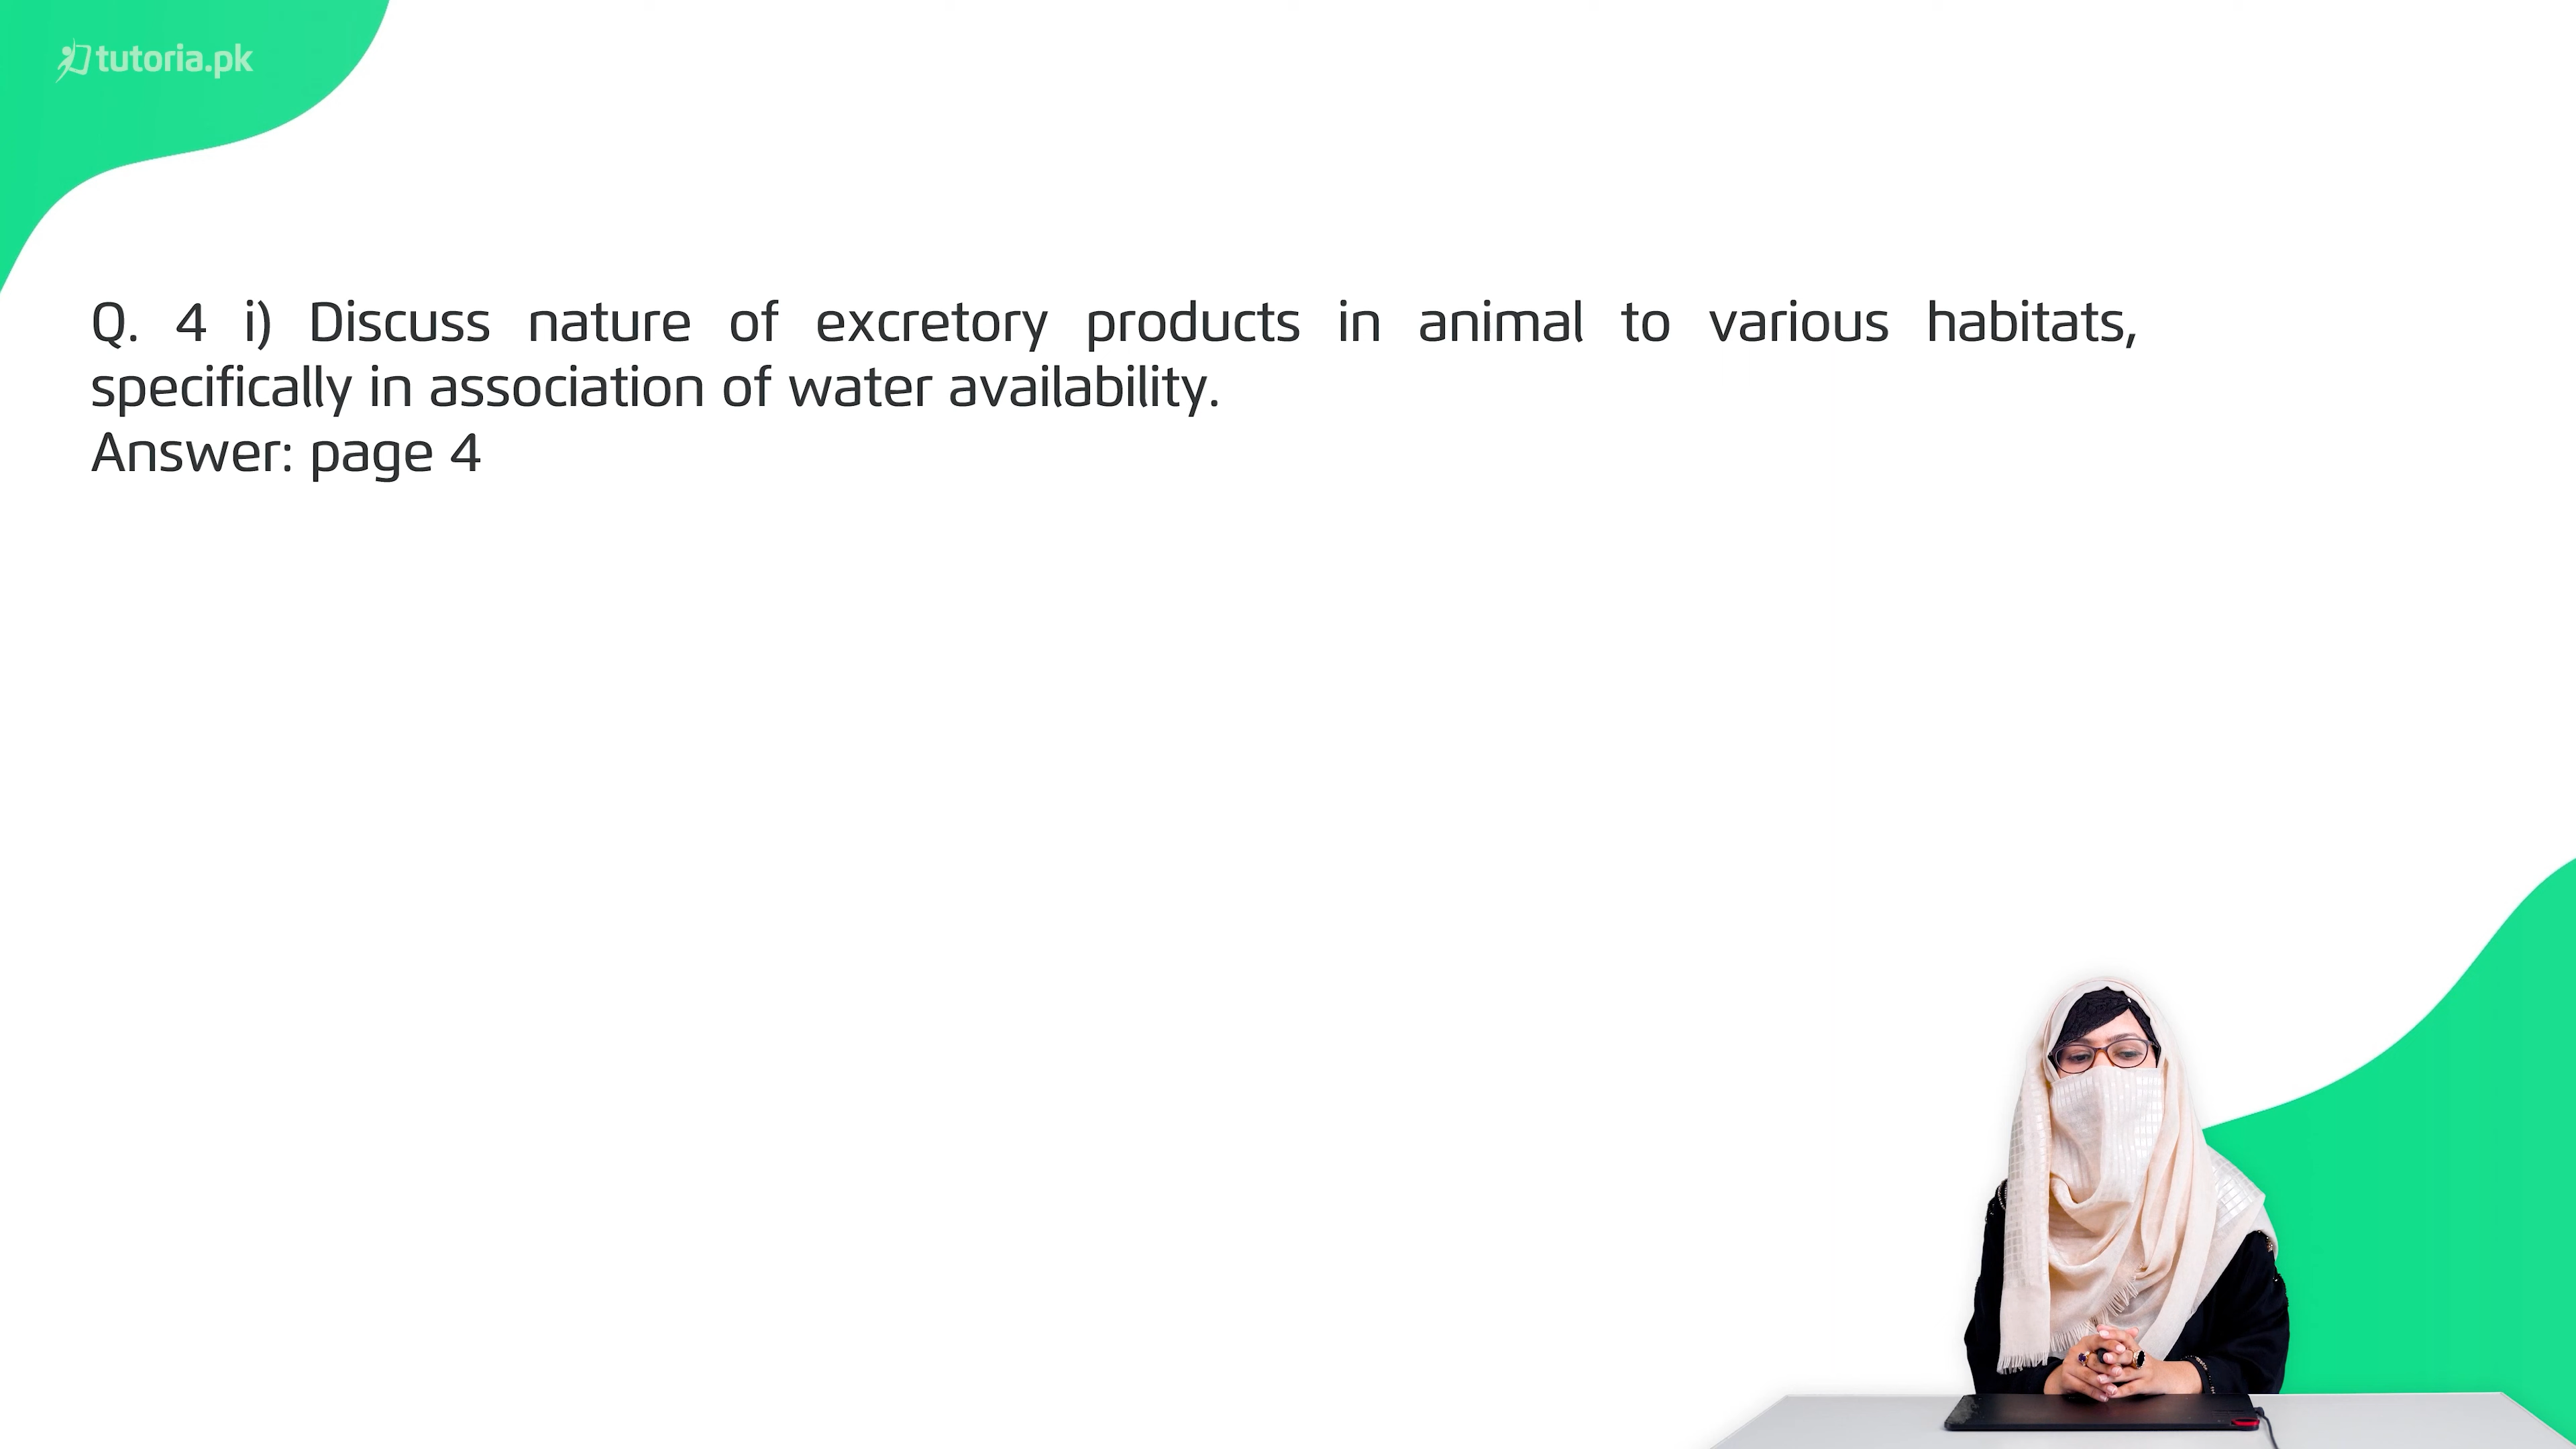 tutoria.pk
Q. 4 i) Discuss nature of excretory products in animal to various habitats,
specifically in association of water availability.
Answer: page 4